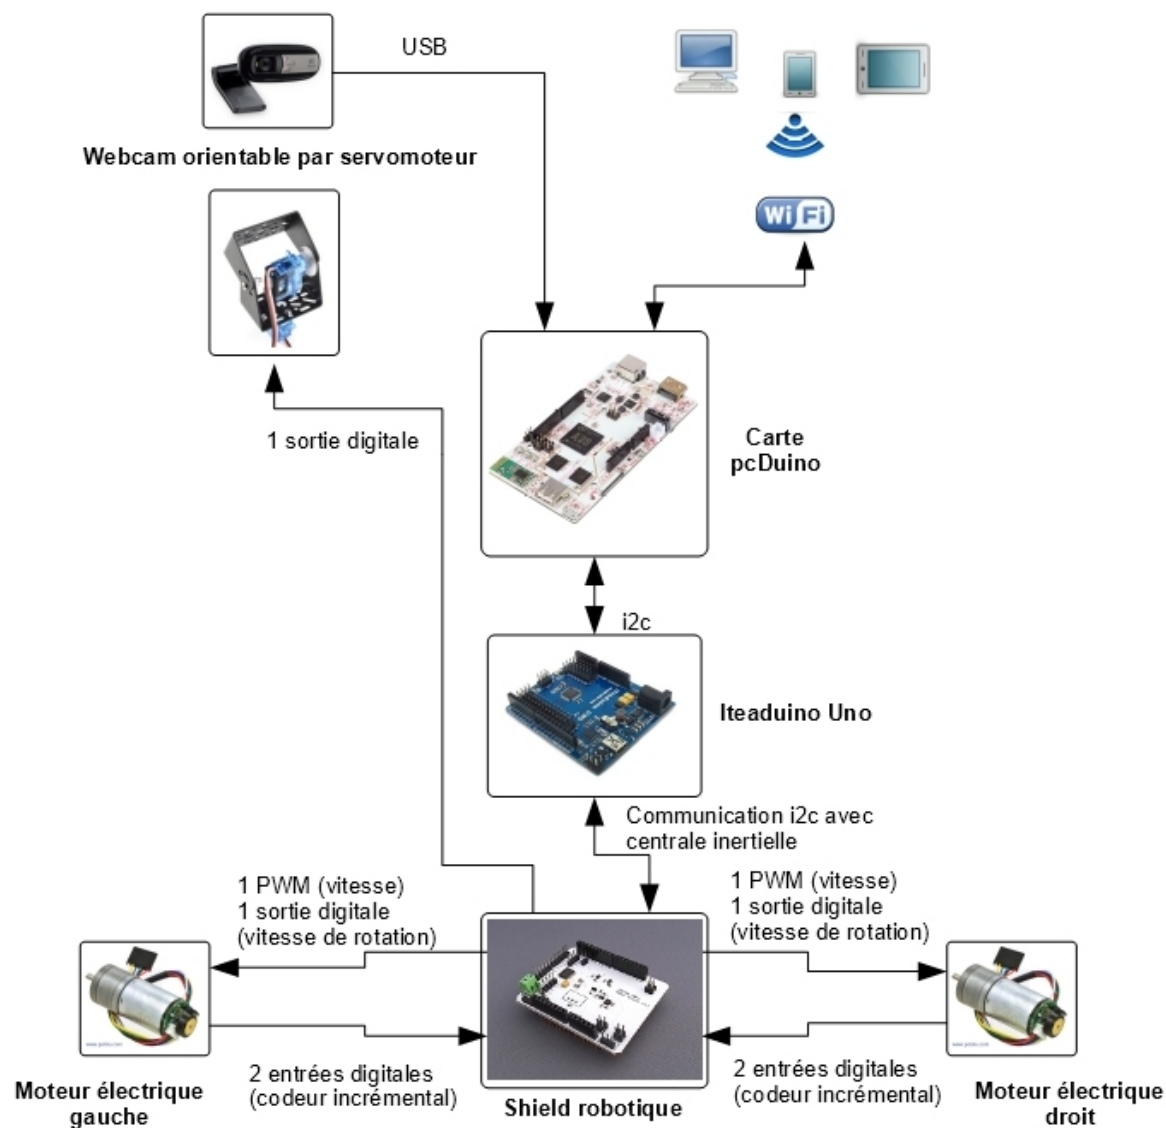 USB
Webcam orientable par servomoteur
Wi Fi
1 sortie digitale
Carte
pcDuino
i2c
Iteaduino Uno
Communication i2c avec
centrale inertielle
1 PWM (vitesse)
1 sortie digitale
(vitesse de rotation)
1 PWM (vitesse)
1 sortie digitale
(vitesse de rotation)
2 entrées digitales
(codeur incrémental)
2 entrées digitales
(codeur incrémental)
Moteur électrique
gauche
Shield robotique
Moteur électrique
droit